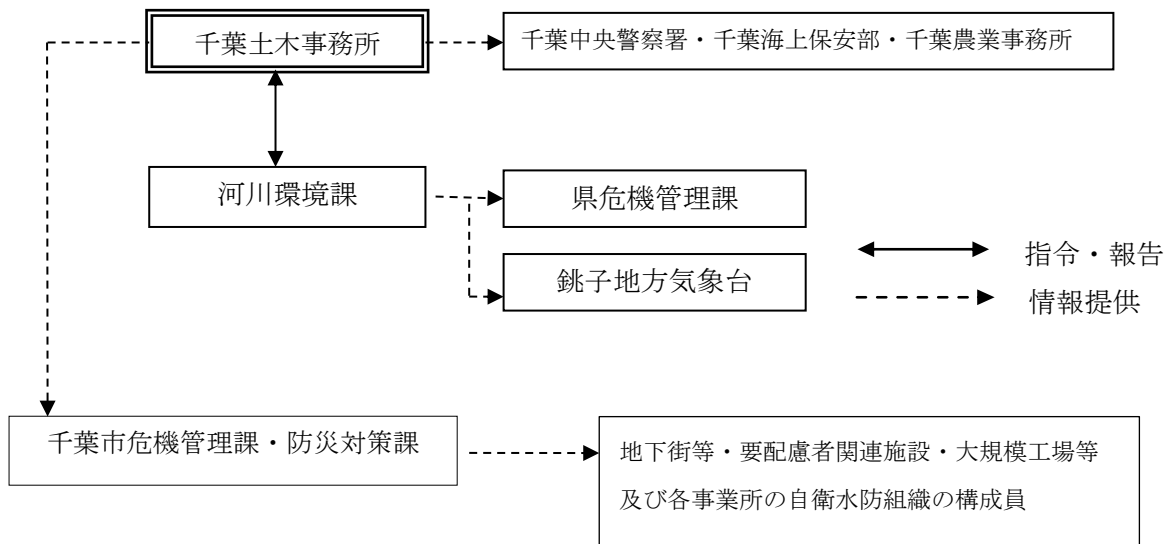 千葉土木事務所
千葉中央警察署・千葉海上保安部・千葉農業事務所
河川環境課
県危機管理課
銚子地方気象台
指令・報告
情報提供
千葉市危機管理課・防災対策課
地下街等・要配慮者関連施設・大規模工場等
及び各事業所の自衛水防組織の構成員